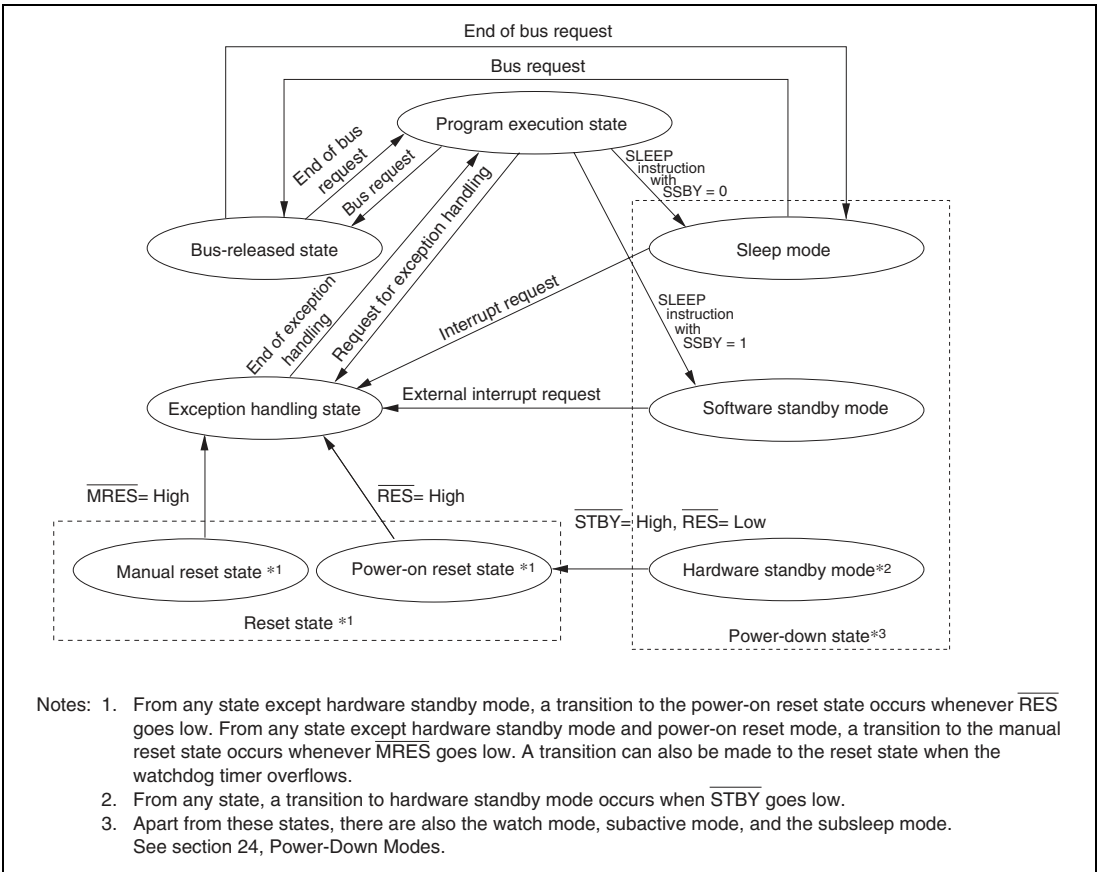 End of bus request
Bus request
Program execution state
End of bus
request
Bus request
SLEEP
instruction
with
SSBY = 0
Bus-released state
Sleep mode
End of exception
handling
Request for exception handling
Interrupt request
SLEEP
instruction
with
SSBY = 1
Exception handling state
External interrupt request
Software standby mode
M̅R̅E̅S̅= High
R̅E̅S̅= High
S̅T̅B̅Y̅= High, R̅E̅S̅= Low
Manual reset state *1
Power-on reset state *1
Hardware standby mode*2
Reset state *1
Power-down state*3
Notes: 1. From any state except hardware standby mode, a transition to the power-on reset state occurs whenever R̅E̅S̅
goes low. From any state except hardware standby mode and power-on reset mode, a transition to the manual
reset state occurs whenever M̅R̅E̅S̅ goes low. A transition can also be made to the reset state when the
watchdog timer overflows.
2. From any state, a transition to hardware standby mode occurs when S̅T̅B̅Y̅ goes low.
3. Apart from these states, there are also the watch mode, subactive mode, and the subsleep mode.
See section 24, Power-Down Modes.